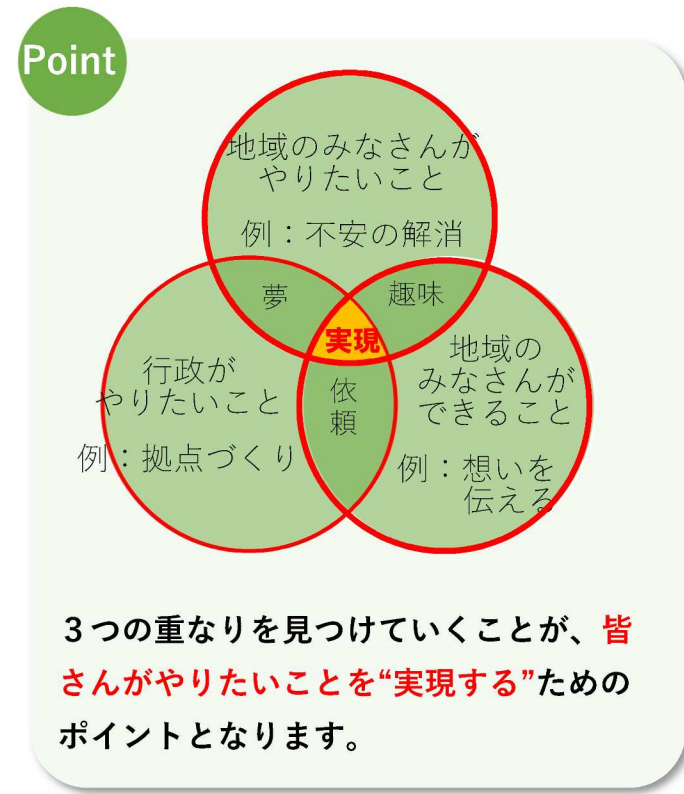 Point
地域のみなさんが
やりたいこと
例：不安の解消
夢
趣味
実現
行政が
やりたいこと
例：拠点づくり
依
頼
地域の
みなさんが
できること
例：想いを
伝える
３つの重なりを見つけていくことが、皆
さんがやりたいことを“実現する”ための
ポイントとなります。